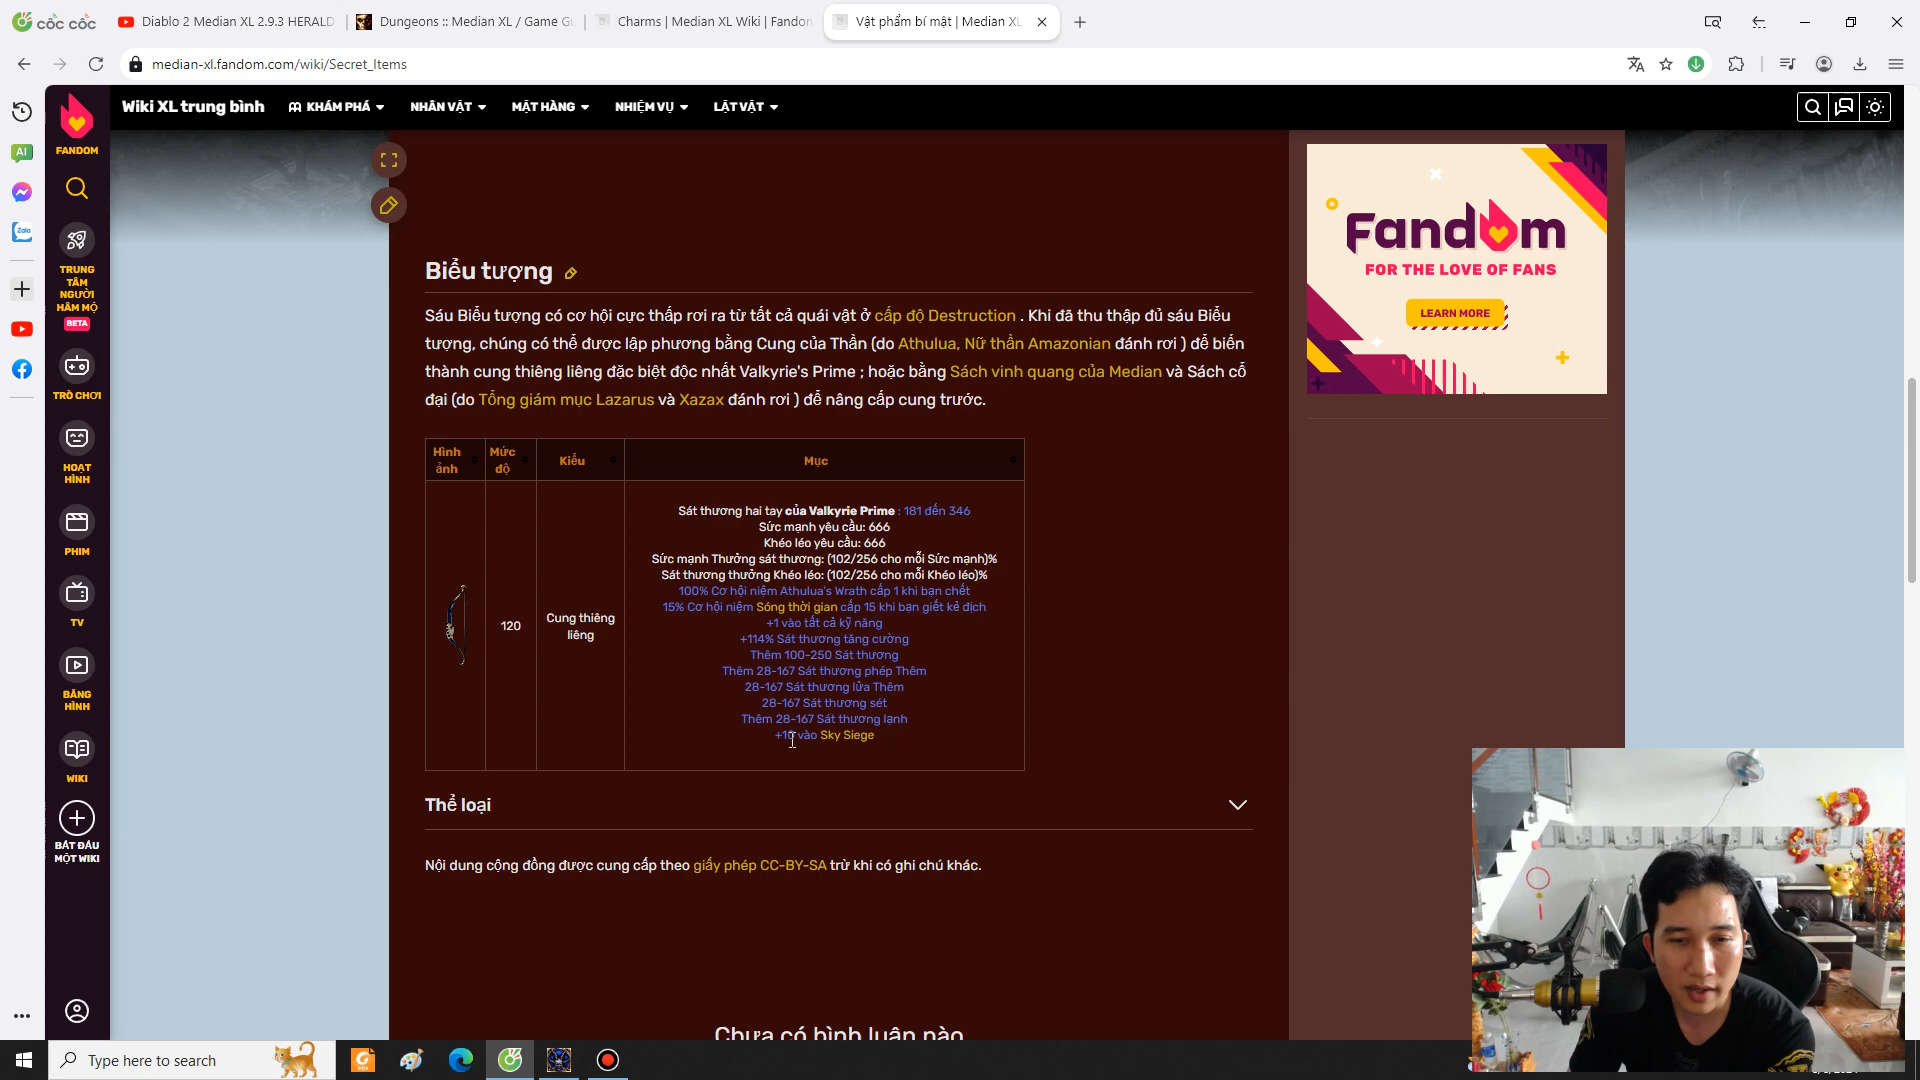 cốc cốc
Diablo 2 Median XL 2.9.3 HERALD
Dungeons :: Median XL / Game Gu
Charms | Median XL Wiki | Fandom
Vật phẩm bí mật | Median XL
median-xl.fandom.com/wiki/Secret_Items
Wiki XL trung bình
KHÁM PHÁ
NHÂN VẬT
MẶT HÀNG
NHIỆM VỤ
LẶT VẶT
AI
Zalo
FANDOM
TRUNG
TÂM
NGƯỜI
HÂM MỘ
BETA
TRÒ CHƠI
HOẠT
HÌNH
PHIM
TV
BĂNG
HÌNH
WIKI
BẮT ĐẦU
MỘT WIKI
Biểu tượng
Sáu Biểu tượng có cơ hội cực thấp rơi ra từ tất cả quái vật ở cấp độ Destruction . Khi đã thu thập đủ sáu Biểu
tượng, chúng có thể được lập phương bằng Cung của Thần (do Athulua, Nữ thần Amazonian đánh rơi ) để biến
thành cung thiêng liêng đặc biệt độc nhất Valkyrie's Prime ; hoặc bằng Sách vinh quang của Median và Sách cổ
đại (do Tổng giám mục Lazarus và Xazax đánh rơi ) để nâng cấp cung trước.
Hình
ảnh
Mức
độ
Kiểu
Mục
120
Cung thiêng
liêng
Sát thương hai tay của Valkyrie Prime : 181 đến 346
Sức mạnh yêu cầu: 666
Khéo léo yêu cầu: 666
Sức mạnh Thưởng sát thương: (102/256 cho mỗi Sức mạnh)%
Sát thương thưởng Khéo léo: (102/256 cho mỗi Khéo léo)%
100% Cơ hội niệm Athulua's Wrath cấp 1 khi bạn chết
15% Cơ hội niệm Sóng thời gian cấp 15 khi bạn giết kẻ địch
+1 vào tất cả kỹ năng
+114% Sát thương tăng cường
Thêm 100-250 Sát thương
Thêm 28-167 Sát thương phép Thêm
28-167 Sát thương lửa Thêm
28-167 Sát thương sét
Thêm 28-167 Sát thương lạnh
+10 vào Sky Siege
Thể loại
Nội dung cộng đồng được cung cấp theo giấy phép CC-BY-SA trừ khi có ghi chú khác.
Chưa có bình luận nào
Fandom
FOR THE LOVE OF FANS
LEARN MORE
Type here to search